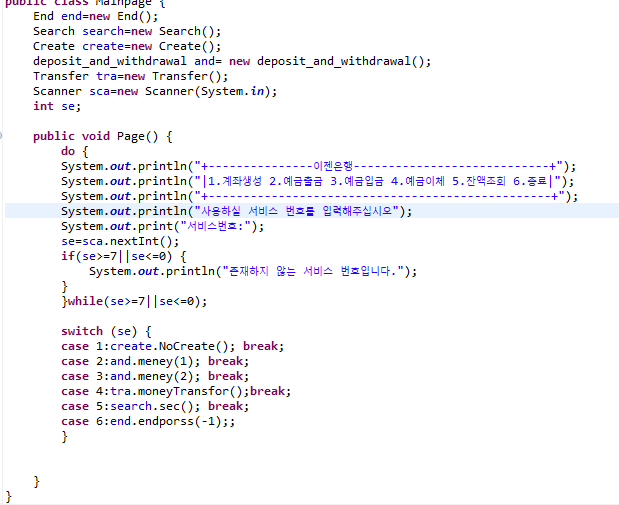 public class Mainpage {
End end=new End();
Search search=new Search();
Create create=new Create();
deposit_and_withdrawal and= new deposit_and_withdrawal();
Transfer tra=new Transfer();
Scanner sca=new Scanner(System.in);
int se;
public void Page() {
do {
System.out.println("+---------------이젠은행----------------------------+");
System.out.println("|1.계좌생성 2.예금출금 3.예금입금 4.예금이체 5.잔액조회 6.종료|");
System.out.println("+-------------------------------------------------+");
System.out.println("사용하실 서비스 번호를 입력해주십시오");
System.out.print("서비스번호:");
se=sca.nextInt();
if(se>=7||se<=0) {
System.out.println("존재하지 않는 서비스 번호입니다.");
}
}while(se>=7||se<=0);
switch (se) {
case 1:create.NoCreate(); break;
case 2:and.meney(1); break;
case 3:and.meney(2); break;
case 4:tra.moneyTransfor();break;
case 5:search.sec(); break;
case 6:end.endporss(-1);;
}
}
}